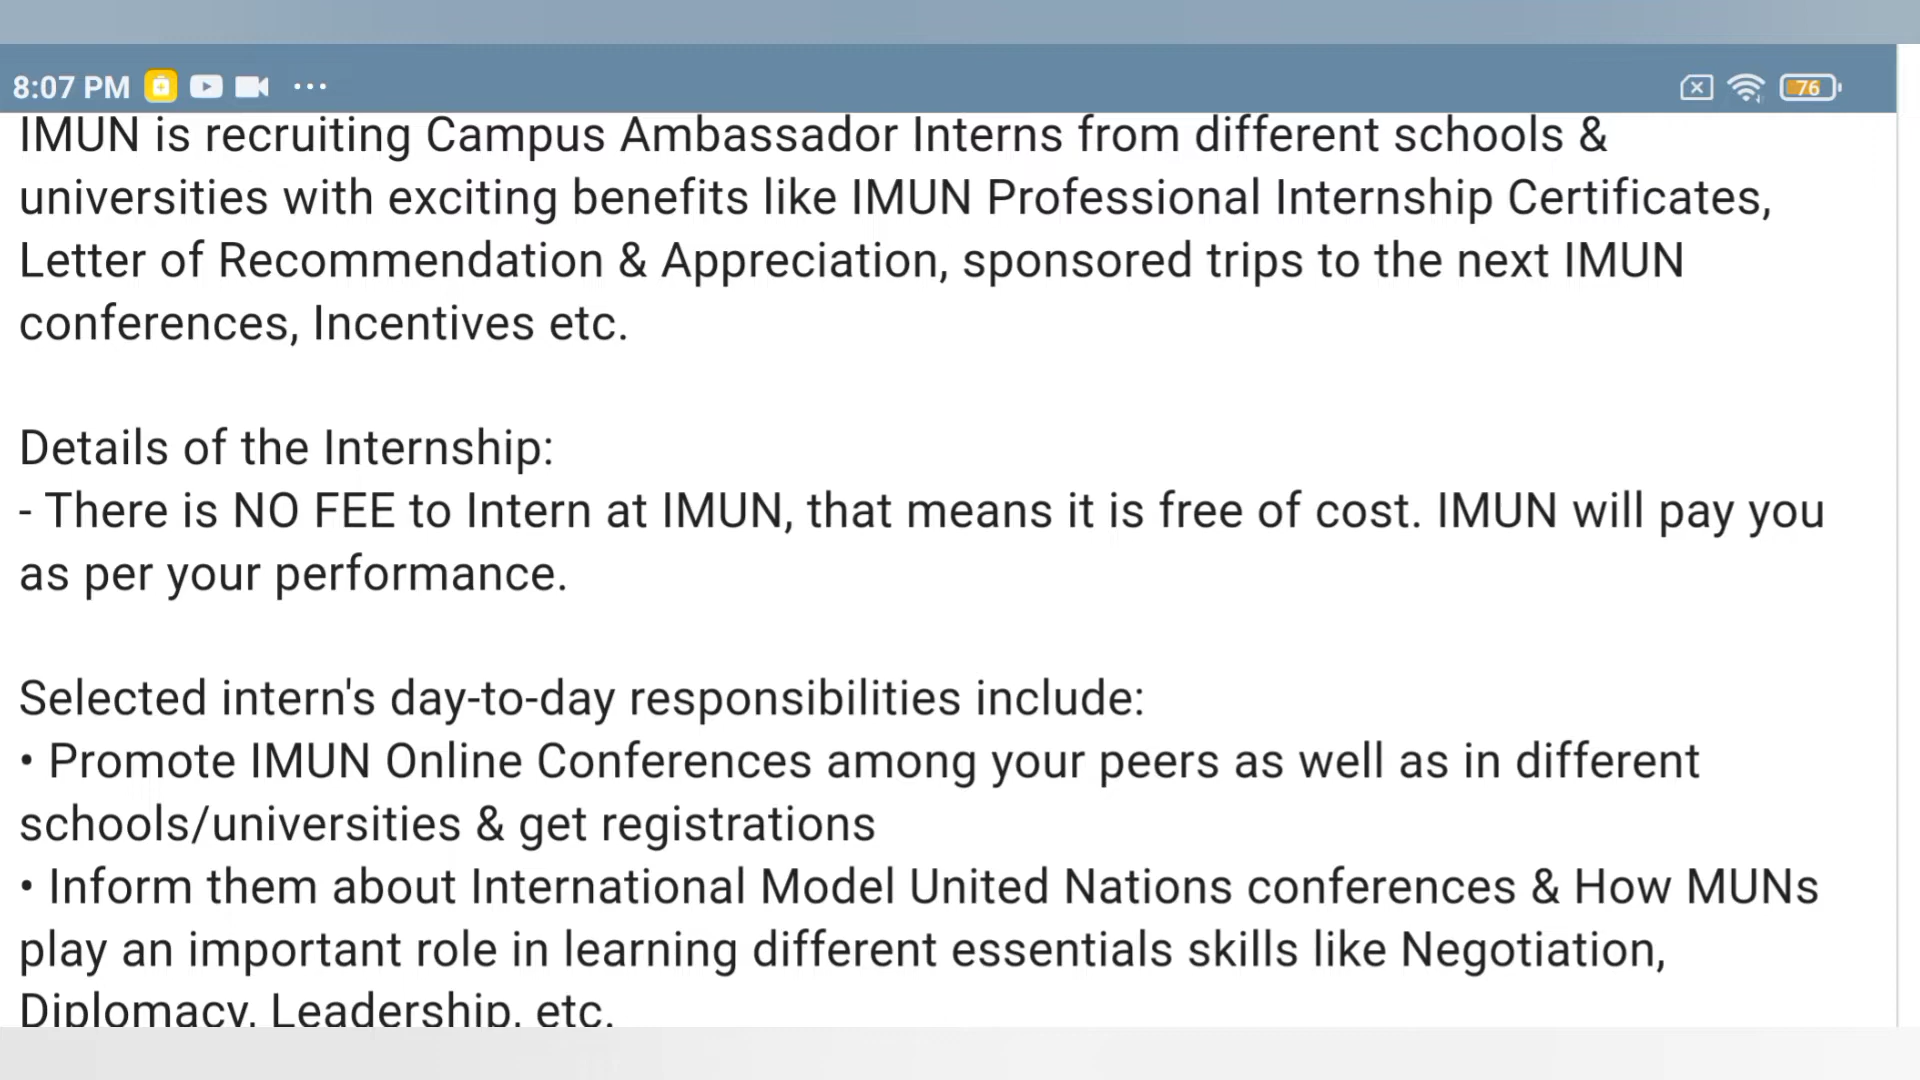 8:07 PM
76
IMUN is recruiting Campus Ambassador Interns from different schools &
universities with exciting benefits like IMUN Professional Internship Certificates,
Letter of Recommendation & Appreciation, sponsored trips to the next IMUN
conferences, Incentives etc.
Details of the Internship:
- There is NO FEE to Intern at IMUN, that means it is free of cost. IMUN will pay you
as per your performance.
Selected intern's day-to-day responsibilities include:
• Promote IMUN Online Conferences among your peers as well as in different
schools/universities & get registrations
• Inform them about International Model United Nations conferences & How MUNs
play an important role in learning different essentials skills like Negotiation,
Diplomacy, Leadership, etc.